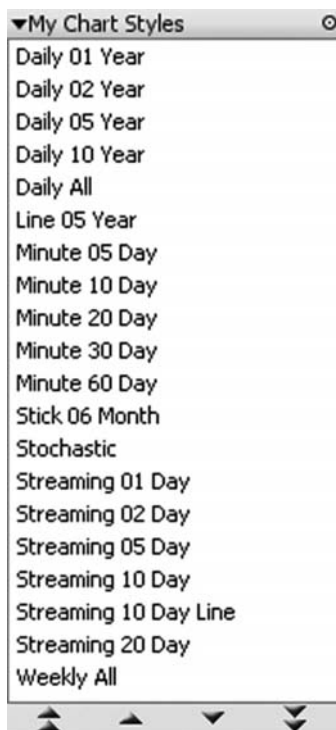 My Chart Styles
Daily 01 Year
Daily 02 Year
Daily 05 Year
Daily 10 Year
Daily All
Line 05 Year
Minute 05 Day
Minute 10 Day
Minute 20 Day
Minute 30 Day
Minute 60 Day
Stick 06 Month
Stochastic
Streaming 01 Day
Streaming 02 Day
Streaming 05 Day
Streaming 10 Day
Streaming 10 Day Line
Streaming 20 Day
Weekly All